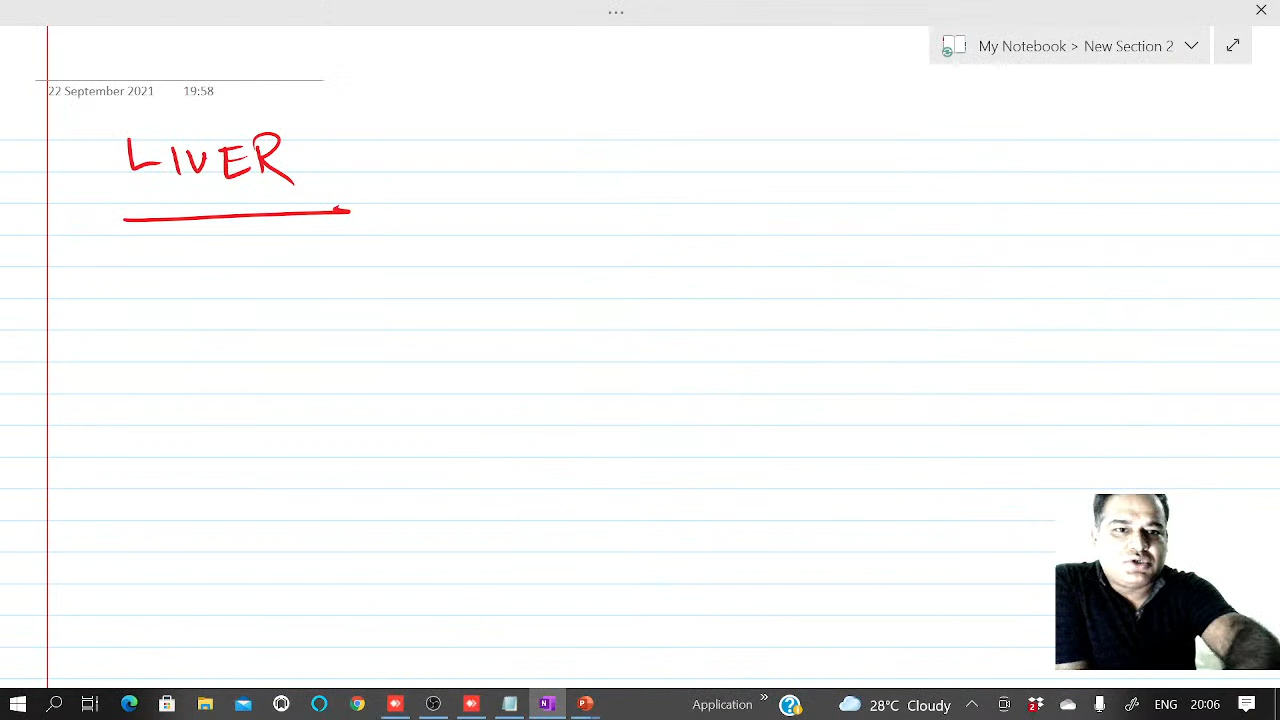 ...
My Notebook > New Section 2
22 September 2021 19:58
LIVER
Application
28°C Cloudy
ENG
20:06